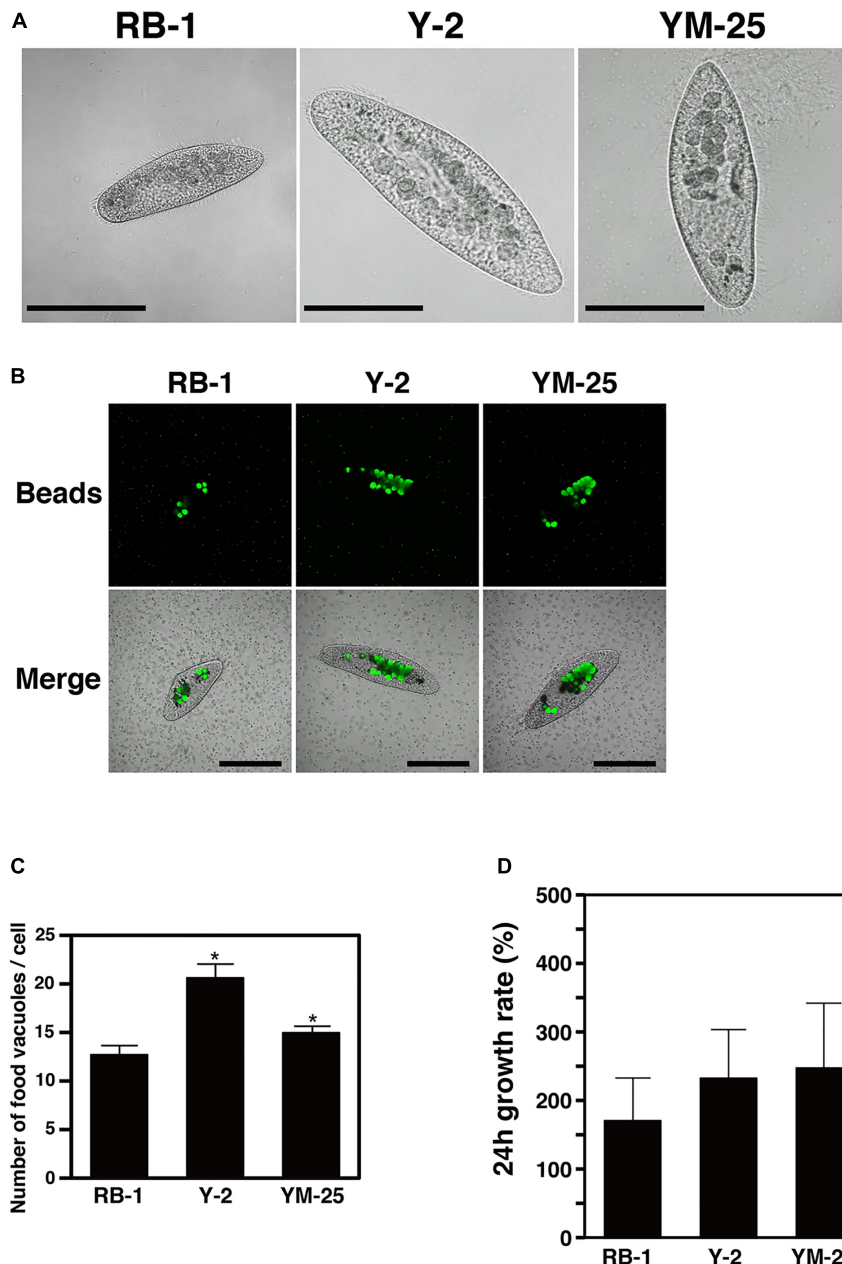 A
RB-1 Y-2 YM-25
B
RB-1 Y-2 YM-25
Beads
Merge
C
Number of food vacuoles / cell
25
20
15
10
5
0
* *
RB-1 Y-2 YM-25
D
24h growth rate (%)
500
400
300
200
100
0
RB-1 Y-2 YM-2